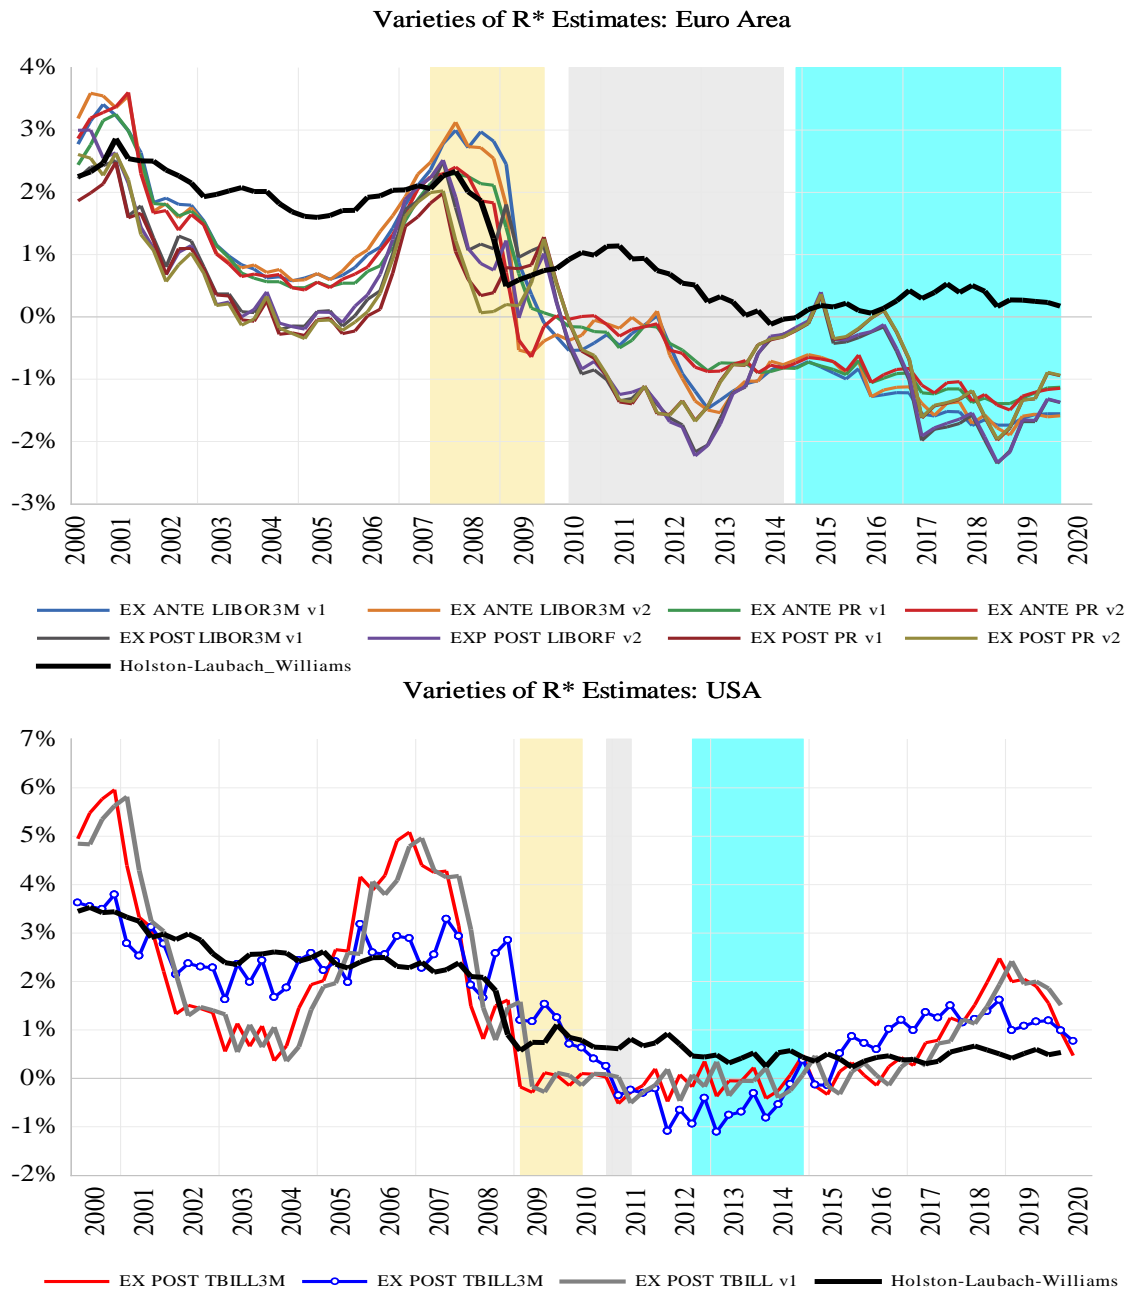 Varieties of R* Estimates: Euro Area
4%
3%
2%
1%
0%
-1%
-2%
-3%
2000 2001 2002 2003 2004 2005 2006 2007 2008 2009 2010 2011 2012 2013 2014 2015 2016 2017 2018 2019 2020
EX ANTE LIBOR3M v1 EX ANTE LIBOR3M v2 EX ANTE PR v1 EX ANTE PR v2
EX POST LIBOR3M v1 EXP POST LIBORF v2 EX POST PR v1 EX POST PR v2
Holston-Laubach_Williams
Varieties of R* Estimates: USA
7%
6%
5%
4%
3%
2%
1%
0%
-1%
-2%
2000 2001 2002 2003 2004 2005 2006 2007 2008 2009 2010 2011 2012 2013 2014 2015 2016 2017 2018 2019 2020
EX POST TBILL3M EX POST TBILL3M EX POST TBILL v1 Holston-Laubach-Williams